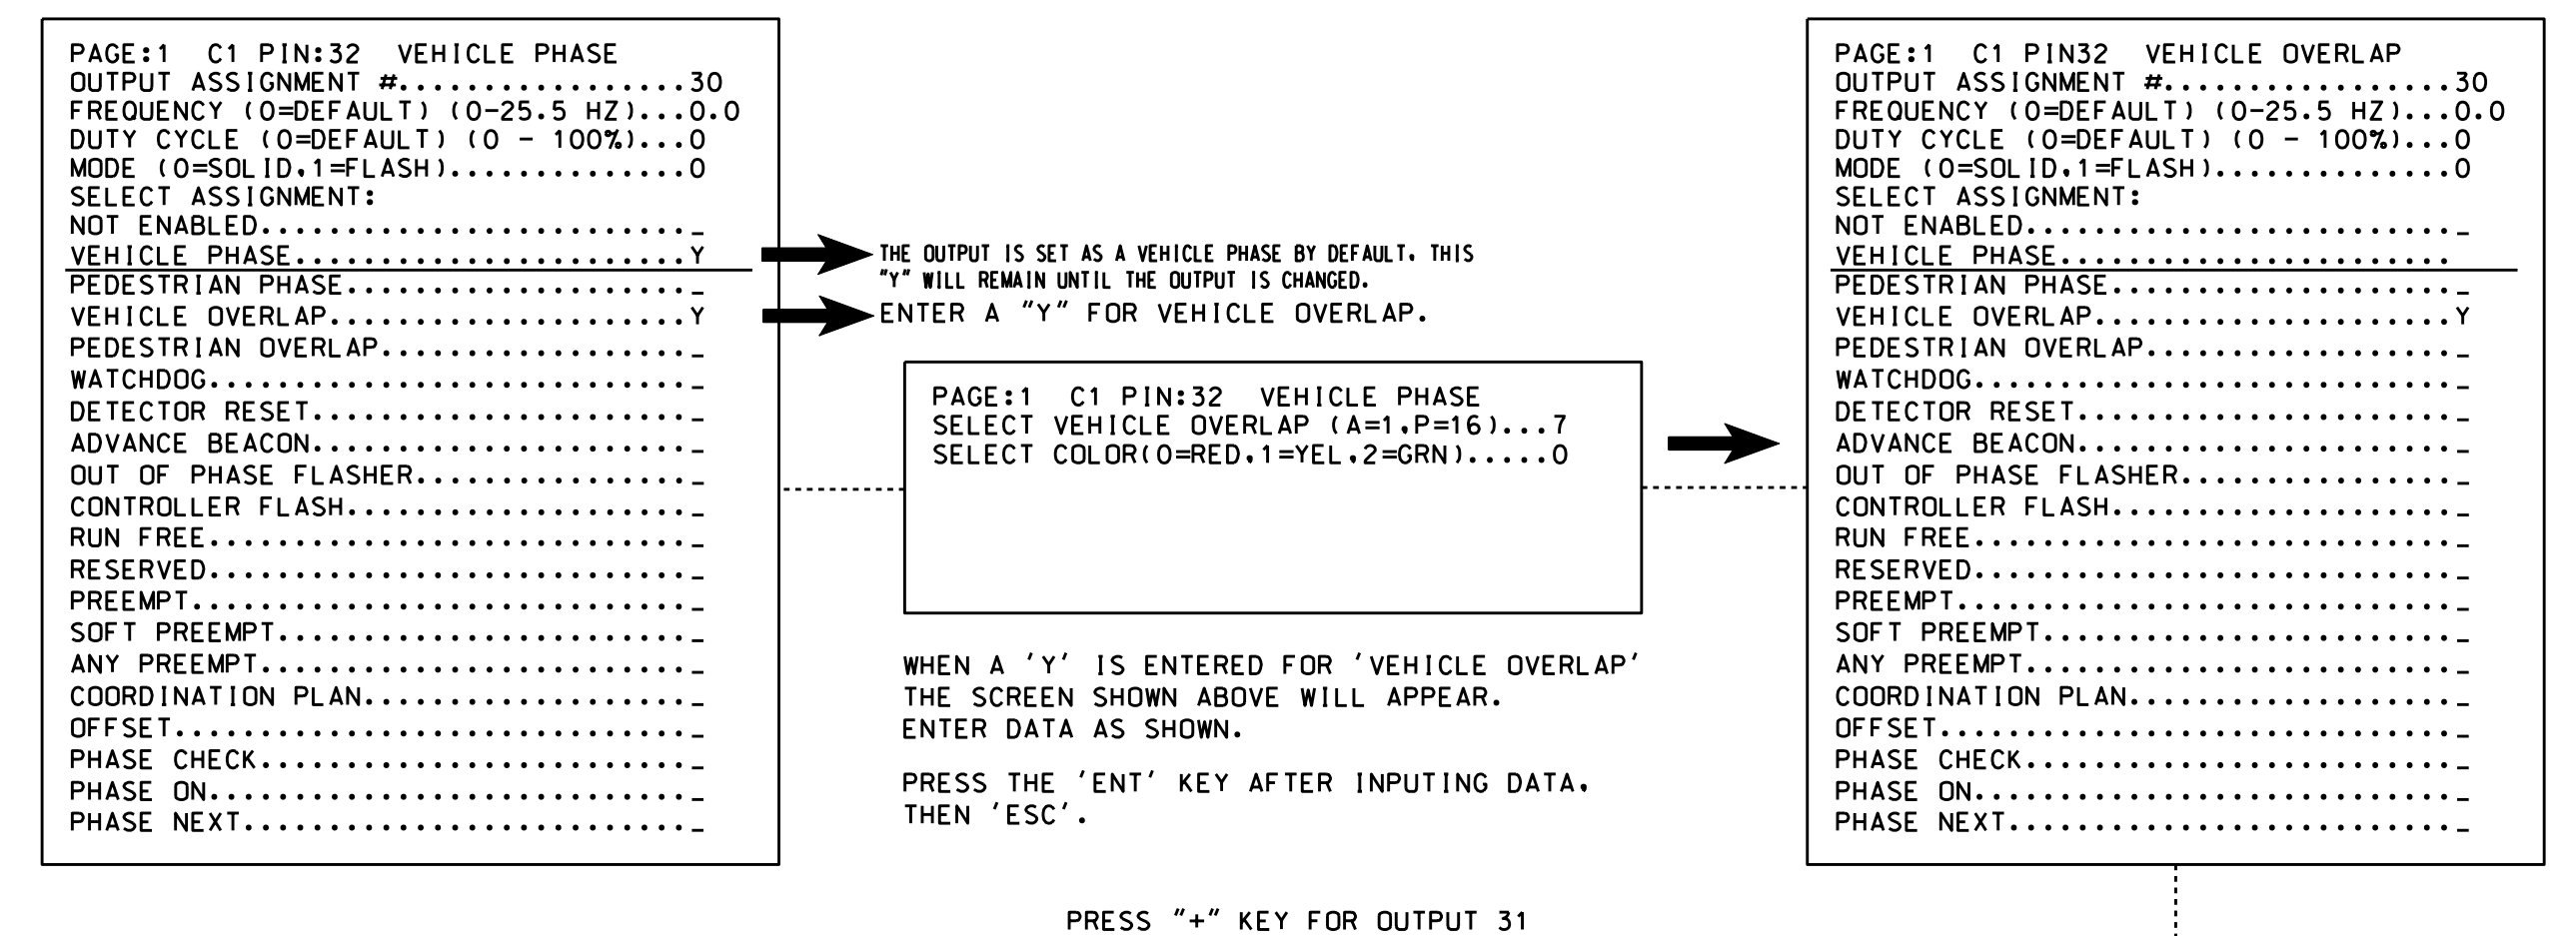 PAGE:1 C1 PIN:32 VEHICLE PHASE
OUTPUT ASSIGNMENT #.................30
FREQUENCY (0=DEFAULT) (0-25.5 HZ)...0.0
DUTY CYCLE (0=DEFAULT) (0 - 100%)...0
MODE (0=SOLID,1=FLASH)..............0
SELECT ASSIGNMENT:
NOT ENABLED........................._
VEHICLE PHASE.......................Y
PEDESTRIAN PHASE...................._
VEHICLE OVERLAP.....................Y
PEDESTRIAN OVERLAP.................._
WATCHDOG............................_
DETECTOR RESET......................_
ADVANCE BEACON......................_
OUT OF PHASE FLASHER................_
CONTROLLER FLASH...................._
RUN FREE............................_
RESERVED............................_
PREEMPT............................._
SOFT PREEMPT........................_
ANY PREEMPT........................._
COORDINATION PLAN..................._
OFFSET.............................._
PHASE CHECK........................._
PHASE ON............................_
PHASE NEXT.........................._
THE OUTPUT IS SET AS A VEHICLE PHASE BY DEFAULT. THIS
"Y" WILL REMAIN UNTIL THE OUTPUT IS CHANGED.
ENTER A "Y" FOR VEHICLE OVERLAP.
PAGE:1 C1 PIN:32 VEHICLE PHASE
SELECT VEHICLE OVERLAP (A=1,P=16)...7
SELECT COLOR(0=RED,1=YEL,2=GRN).....0
WHEN A 'Y' IS ENTERED FOR 'VEHICLE OVERLAP'
THE SCREEN SHOWN ABOVE WILL APPEAR.
ENTER DATA AS SHOWN.
PRESS THE 'ENT' KEY AFTER INPUTING DATA,
THEN 'ESC'.
PAGE:1 C1 PIN32 VEHICLE OVERLAP
OUTPUT ASSIGNMENT #.................30
FREQUENCY (0=DEFAULT) (0-25.5 HZ)...0.0
DUTY CYCLE (0=DEFAULT) (0 - 100%)...0
MODE (0=SOLID,1=FLASH)..............0
SELECT ASSIGNMENT:
NOT ENABLED........................._
VEHICLE PHASE.......................
PEDESTRIAN PHASE...................._
VEHICLE OVERLAP.....................Y
PEDESTRIAN OVERLAP.................._
WATCHDOG............................_
DETECTOR RESET......................_
ADVANCE BEACON......................_
OUT OF PHASE FLASHER................_
CONTROLLER FLASH...................._
RUN FREE............................_
RESERVED............................_
PREEMPT............................._
SOFT PREEMPT........................_
ANY PREEMPT........................._
COORDINATION PLAN..................._
OFFSET.............................._
PHASE CHECK........................._
PHASE ON............................_
PHASE NEXT.........................._
PRESS "+" KEY FOR OUTPUT 31